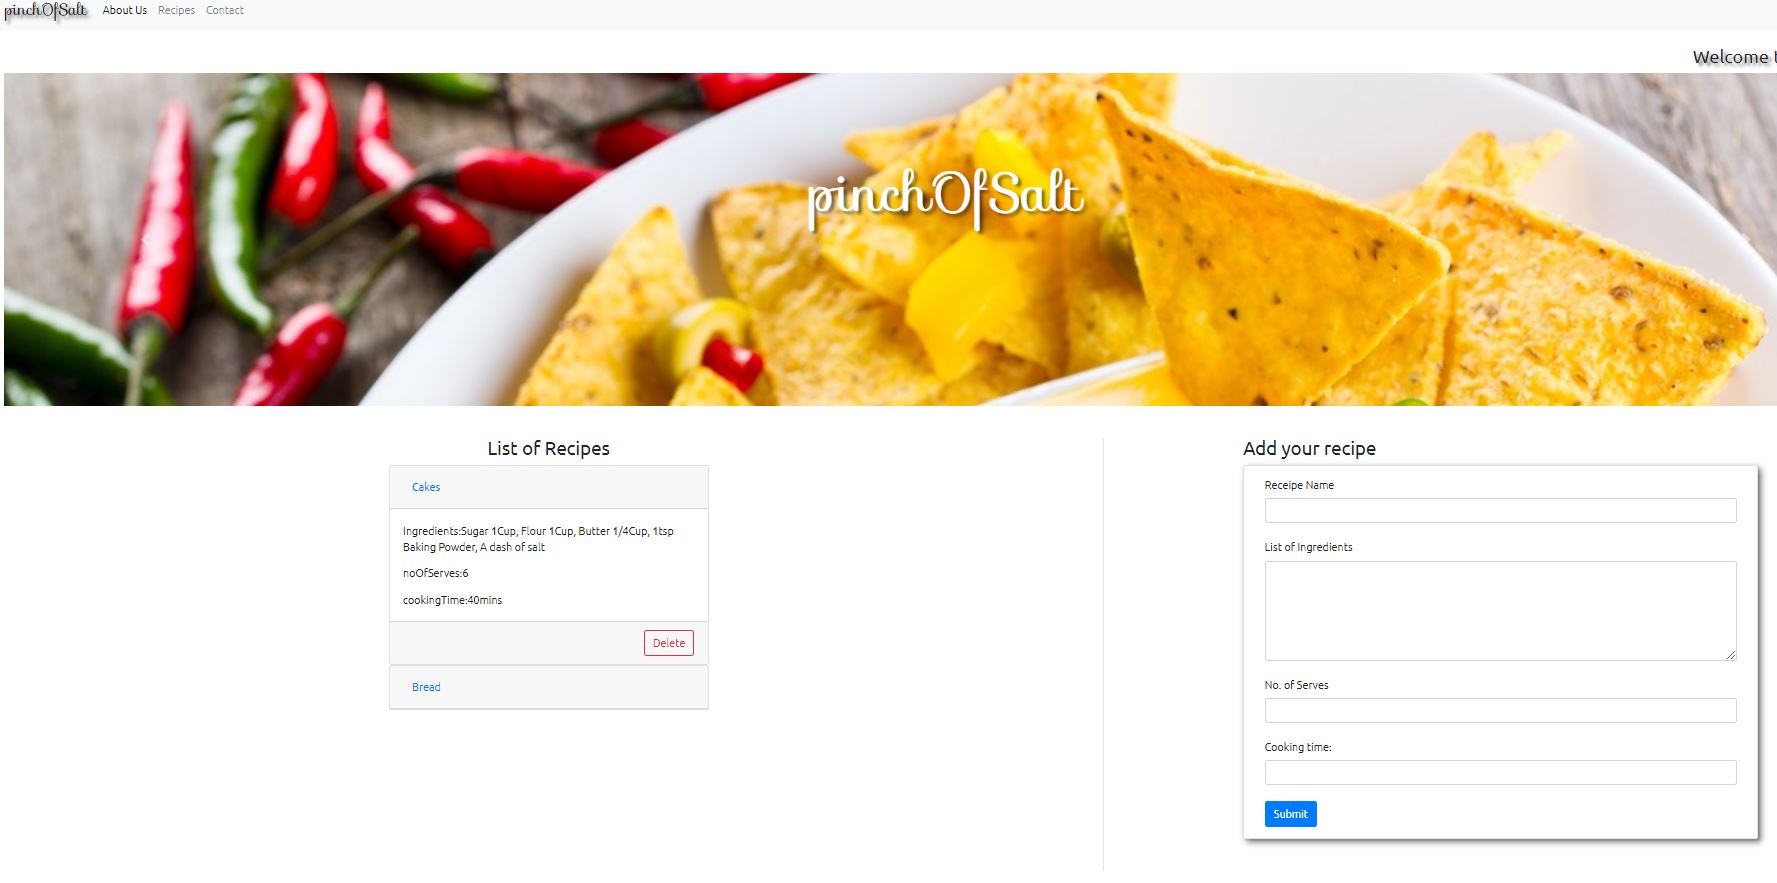 pinchOfSalt About Us Recipes Contact
Welcome t
pinchOfSalt
List of Recipes
Cakes
Ingredients:Sugar 1Cup, Flour 1Cup, Butter 1/4Cup, 1tsp
Baking Powder, A dash of salt
noOfServes:6
cookingTime:40mins
Delete
Bread
Add your recipe
Receipe Name
List of Ingredients
No. of Serves
Cooking time:
Submit